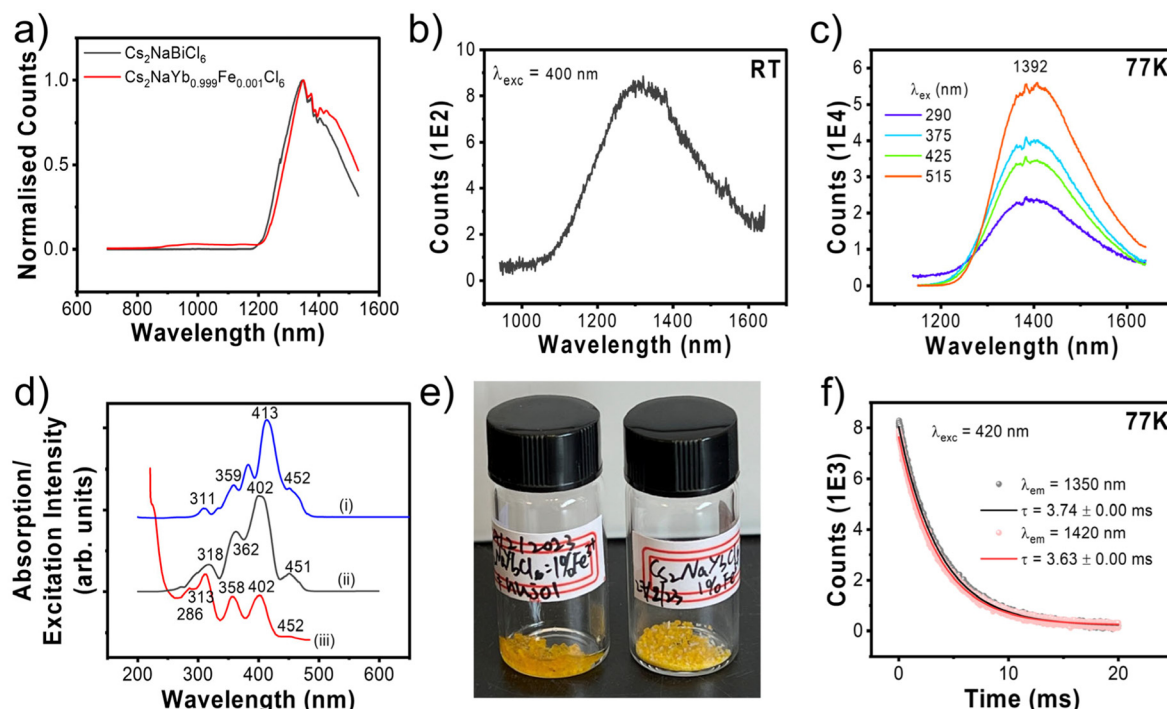 a)
Cs2NaBiCl6
Cs2NaYb0.999Fe0.001Cl6
Normalised Counts
1.0
0.5
0.0
600 800 1000 1200 1400 1600
Wavelength (nm)
b)
λexc = 400 nm
RT
Counts (1E2)
10
8
6
4
2
0
1000 1200 1400 1600
Wavelength (nm)
c)
77K
1392
λex (nm)
290
375
425
515
Counts (1E4)
6
5
4
3
2
1
0
1200 1400 1600
Wavelength (nm)
d)
413
359
311
452
(i)
402
318
362
451
(ii)
313
358
402
286
452
(iii)
Absorption/
Excitation Intensity
(arb. units)
200 300 400 500 600
Wavelength (nm)
e)
1%Fe3+
Cs2NaYbCl6
1%Fe3+
f)
77K
λexc = 420 nm
λem = 1350 nm
τ = 3.74 ± 0.00 ms
λem = 1420 nm
τ = 3.63 ± 0.00 ms
Counts (1E3)
8
6
4
2
0
0 10 20
Time (ms)